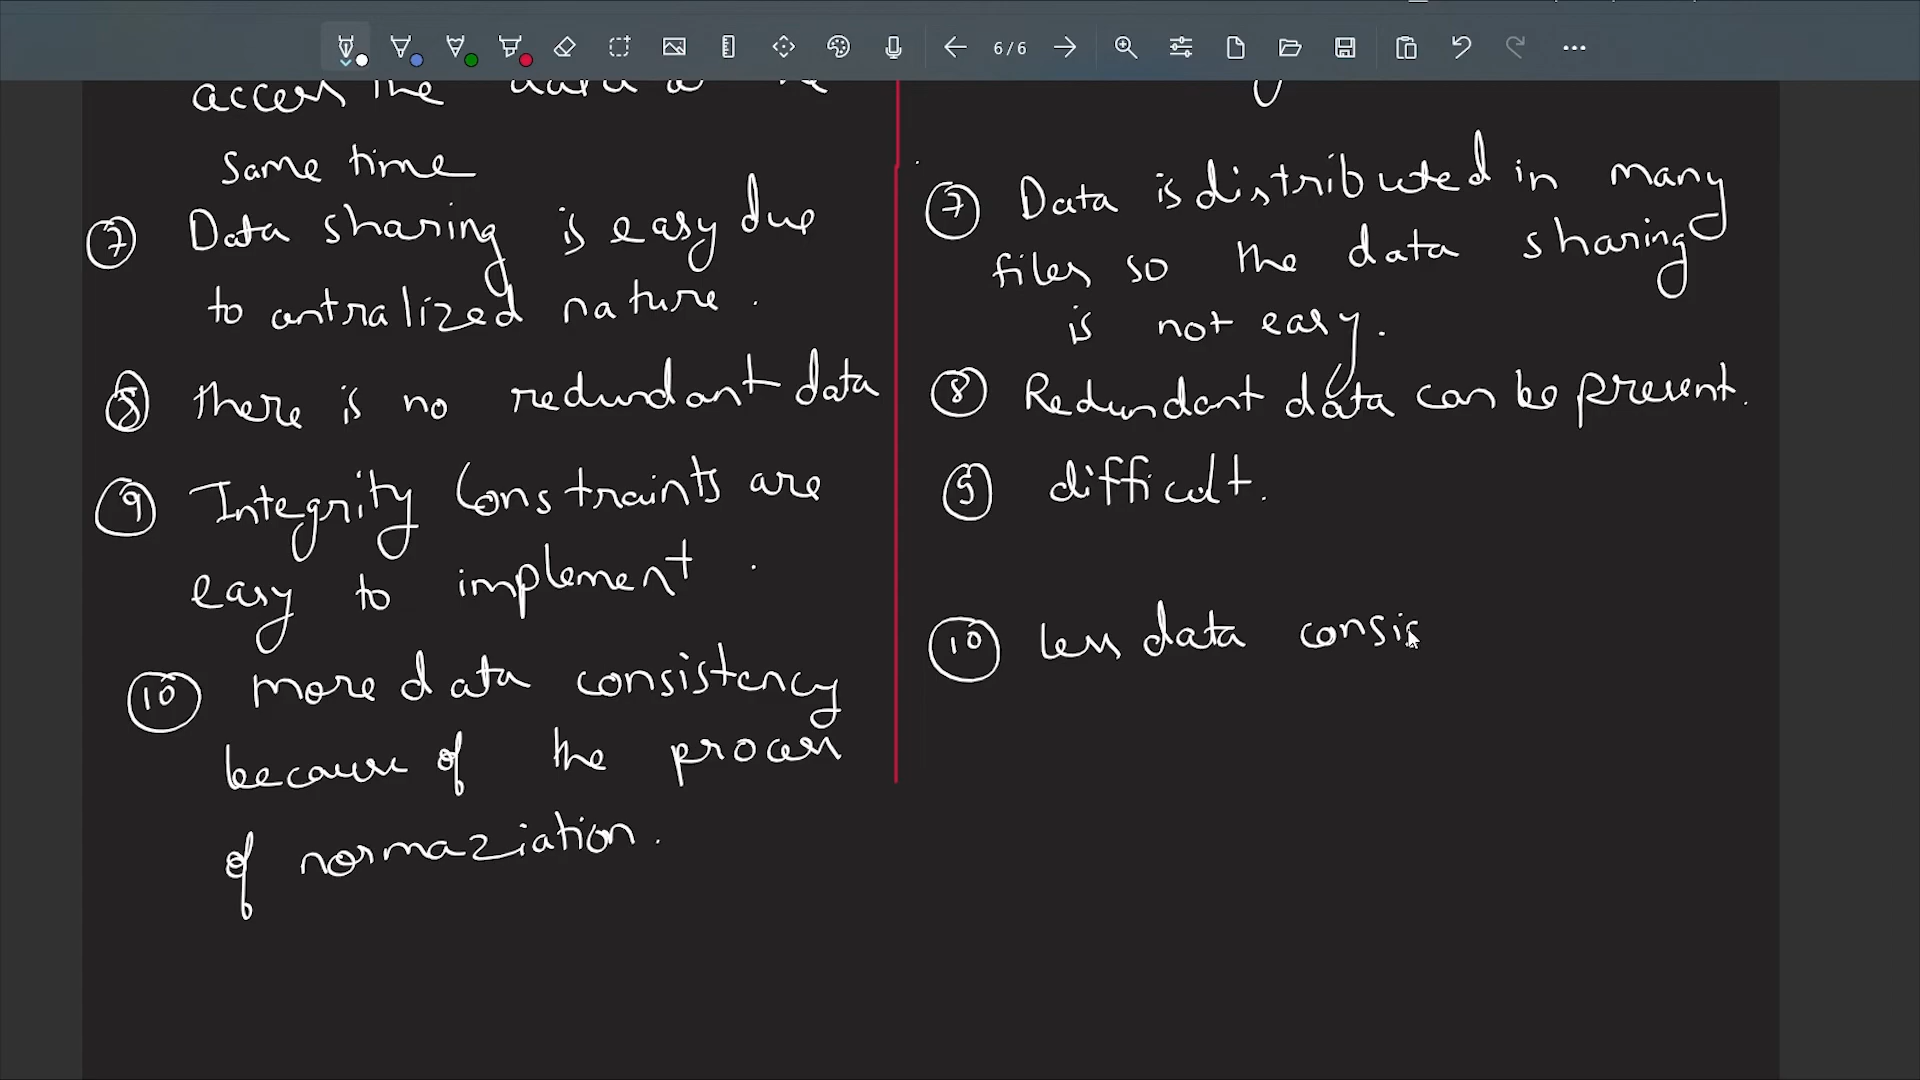 6/6
access the data
same time
⑦ Data sharing is easy due
to centralized nature.
⑧ there is no redundant data
⑨ Integrity Constraints are
easy to implement.
⑩ more data consistency
because of the process
of normaziation.
⑦ Data is distributed in many
files so the data sharing
is not easy.
⑧ Redundant data can be present.
⑨ difficult.
⑩ less data consis